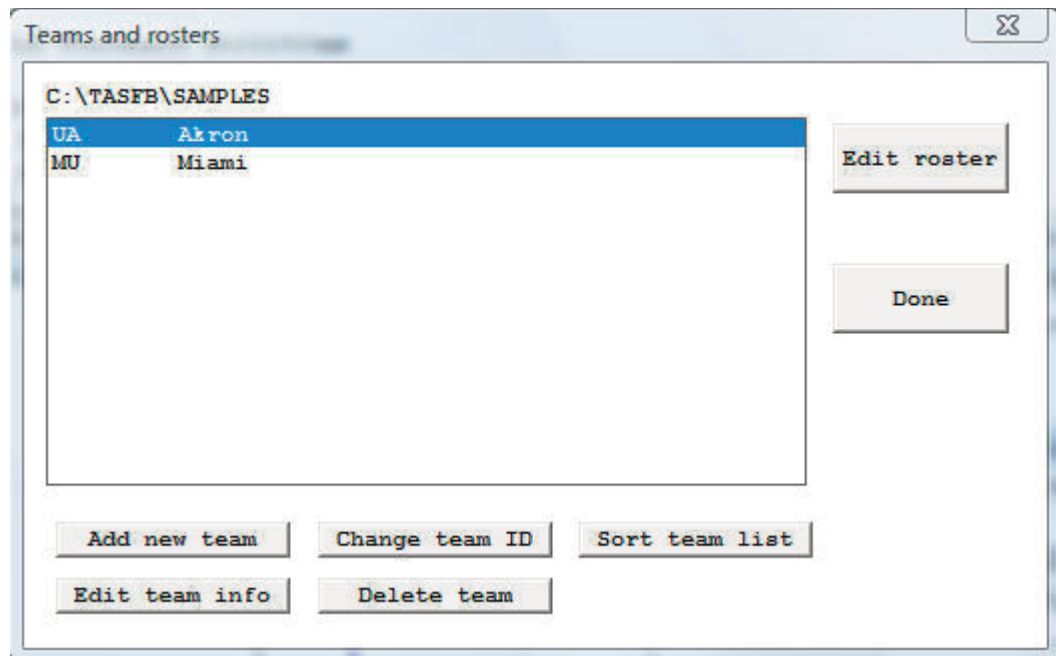 Teams and rosters
C:\TASFB\SAMPLES
UA Akron
MU Miami
Edit roster
Done
Add new team Change team ID Sort team list
Edit team info Delete team